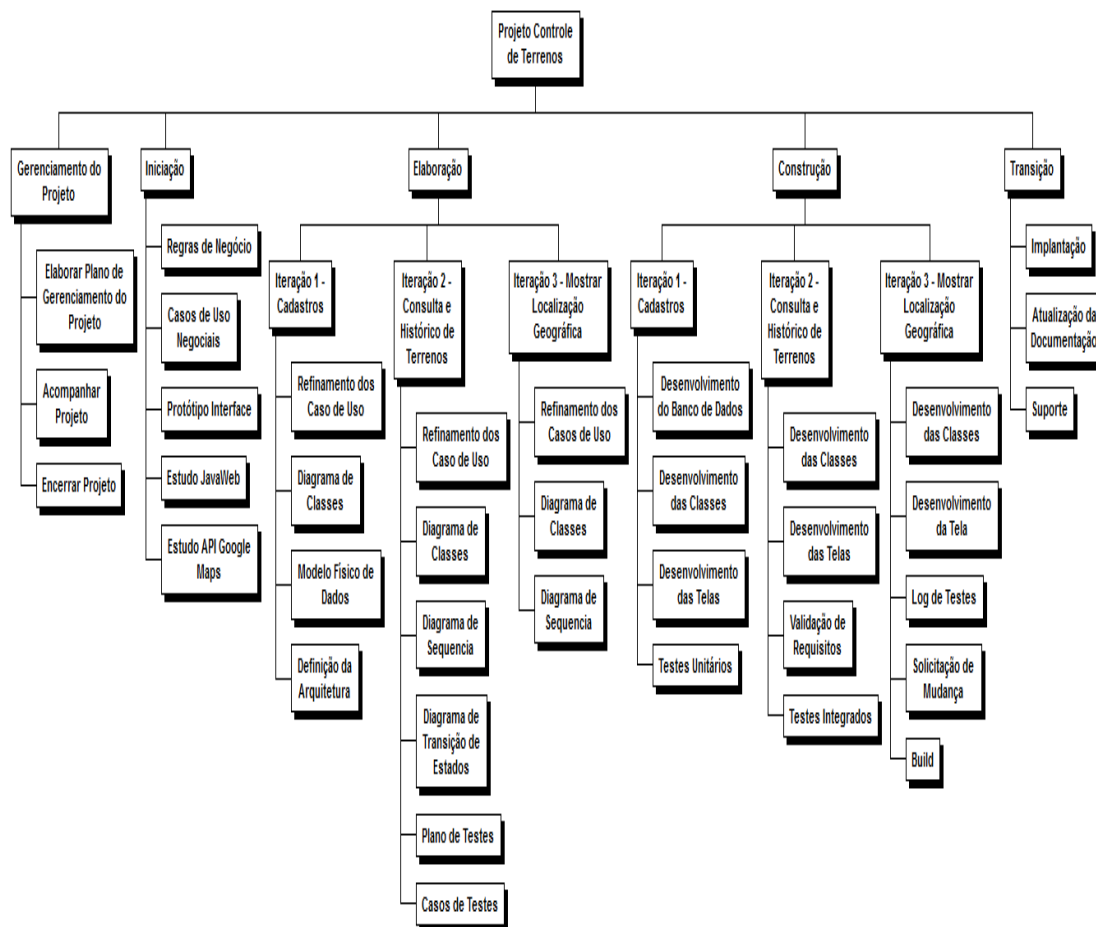 Projeto Controle
de Terrenos
Gerenciamento do
Projeto
Elaborar Plano de
Gerenciamento do
Projeto
Acompanhar
Projeto
Encerrar Projeto
Iniciação
Regras de Negócio
Casos de Uso
Negociais
Protótipo Interface
Estudo JavaWeb
Estudo API Google
Maps
Elaboração
Iteração 1 -
Cadastros
Refinamento dos
Caso de Uso
Diagrama de
Classes
Modelo Físico de
Dados
Definição da
Arquitetura
Iteração 2 -
Consulta e
Histórico de
Terrenos
Refinamento dos
Caso de Uso
Diagrama de
Classes
Diagrama de
Sequencia
Diagrama de
Transição de
Estados
Plano de Testes
Casos de Testes
Iteração 3 - Mostrar
Localização
Geográfica
Refinamento dos
Casos de Uso
Diagrama de
Classes
Diagrama de
Sequencia
Construção
Iteração 1 -
Cadastros
Desenvolvimento
do Banco de Dados
Desenvolvimento
das Classes
Desenvolvimento
das Telas
Testes Unitários
Iteração 2 -
Consulta e
Histórico de
Terrenos
Desenvolvimento
das Classes
Desenvolvimento
das Telas
Validação de
Requisitos
Testes Integrados
Iteração 3 - Mostrar
Localização
Geográfica
Desenvolvimento
das Classes
Desenvolvimento
da Tela
Log de Testes
Solicitação de
Mudança
Build
Transição
Implantação
Atualização da
Documentação
Suporte